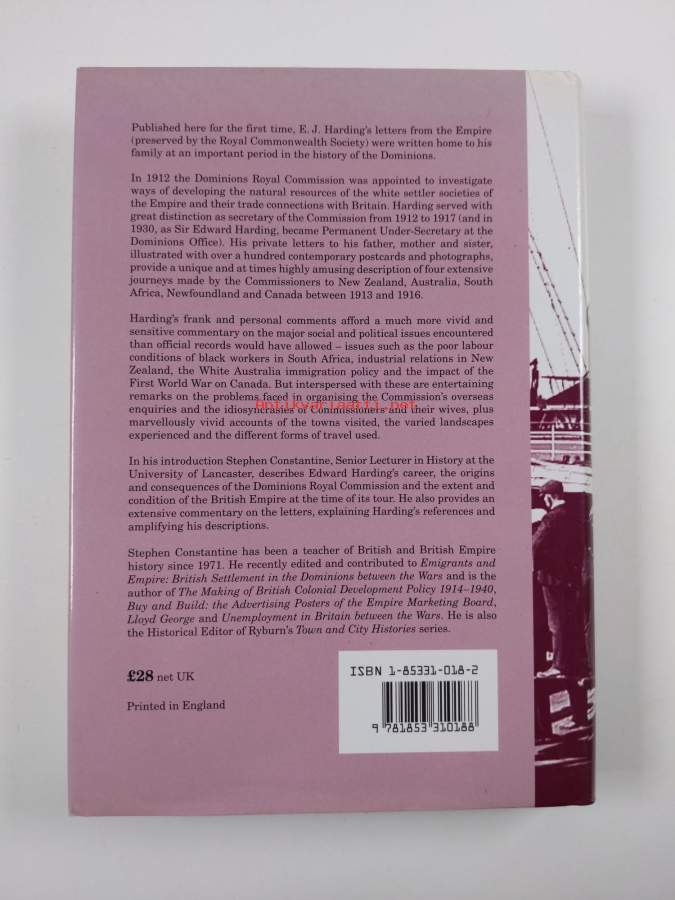 Published here for the first time, E. J. Harding's letters from the Empire
(preserved by the Royal Commonwealth Society) were written home to his
family at an important period in the history of the Dominions.
In 1912 the Dominions Royal Commission was appointed to investigate
ways of developing the natural resources of the white settler societies of
the Empire and their trade connections with Britain. Harding served with
great distinction as secretary of the Commission from 1912 to 1917 (and in
1930, as Sir Edward Harding, became Permanent Under-Secretary at the
Dominions Office). His private letters to his father, mother and sister,
illustrated with over a hundred contemporary postcards and photographs,
provide a unique and at times highly amusing description of four extensive
journeys made by the Commissioners to New Zealand, Australia, South
Africa, Newfoundland and Canada between 1913 and 1916.
Harding's frank and personal comments afford a much more vivid and
sensitive commentary on the major social and political issues encountered
than official records would have allowed – issues such as the poor labour
conditions of black workers in South Africa, industrial relations in New
Zealand, the White Australia immigration policy and the impact of the
First World War on Canada. But interspersed with these are entertaining
remarks on the problems faced in organising the Commission's overseas
Antikvariaatti.net
enquiries and the idiosyncrasies of Commissioners and their wives, plus
marvellously vivid accounts of the towns visited, the varied landscapes
experienced and the different forms of travel used.
In his introduction Stephen Constantine, Senior Lecturer in History at the
University of Lancaster, describes Edward Harding's career, the origins
and consequences of the Dominions Royal Commission and the extent and
condition of the British Empire at the time of its tour. He also provides an
extensive commentary on the letters, explaining Harding's references and
amplifying his descriptions.
Stephen Constantine has been a teacher of British and British Empire
history since 1971. He recently edited and contributed to Emigrants and
Empire: British Settlement in the Dominions between the Wars and is the
author of The Making of British Colonial Development Policy 1914–1940,
Buy and Build: the Advertising Posters of the Empire Marketing Board,
Lloyd George and Unemployment in Britain between the Wars. He is also
the Historical Editor of Ryburn's Town and City Histories series.
£28 net UK
Printed in England
ISBN 1-85331-018-2
9 781853 310188